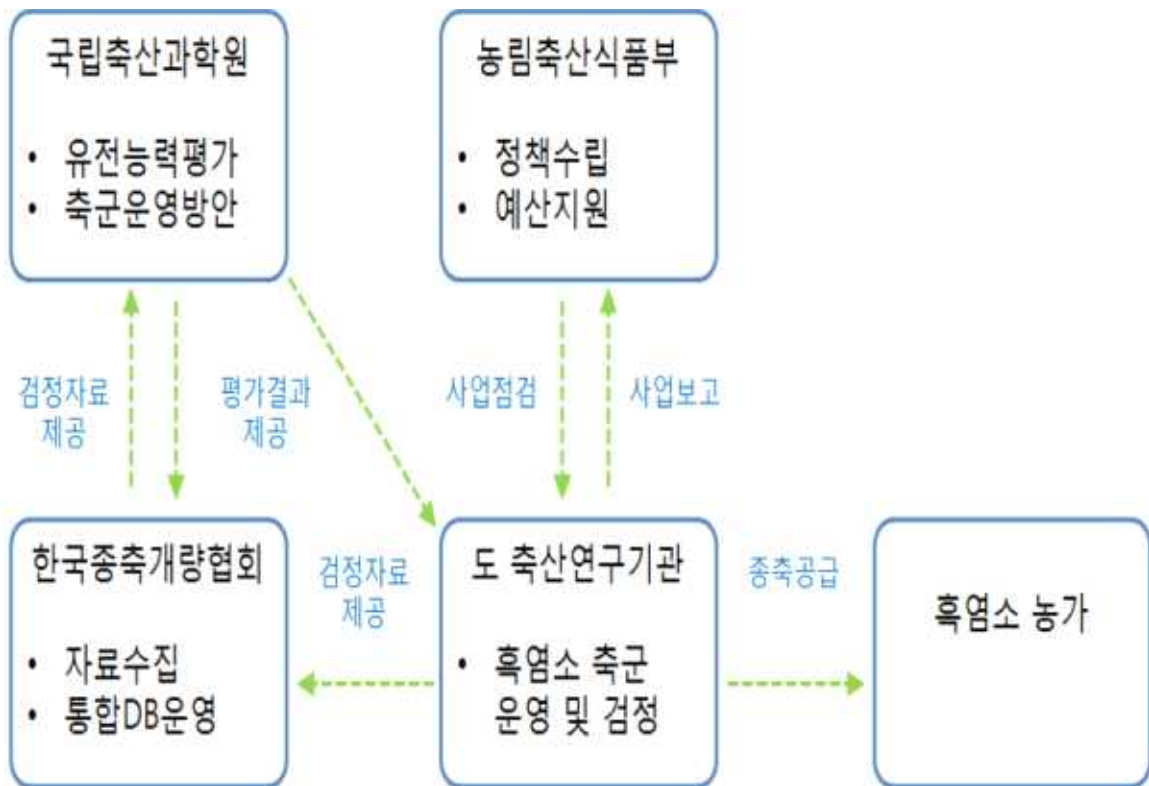 국립축산과학원
• 유전능력평가
• 축군운영방안
농림축산식품부
• 정책수립
• 예산지원
검정자료
제공
평가결과
제공
사업점검
사업보고
한국종축개량협회
• 자료수집
• 통합DB운영
검정자료
제공
도 축산연구기관
• 흑염소 축군
운영 및 검정
종축공급
흑염소 농가